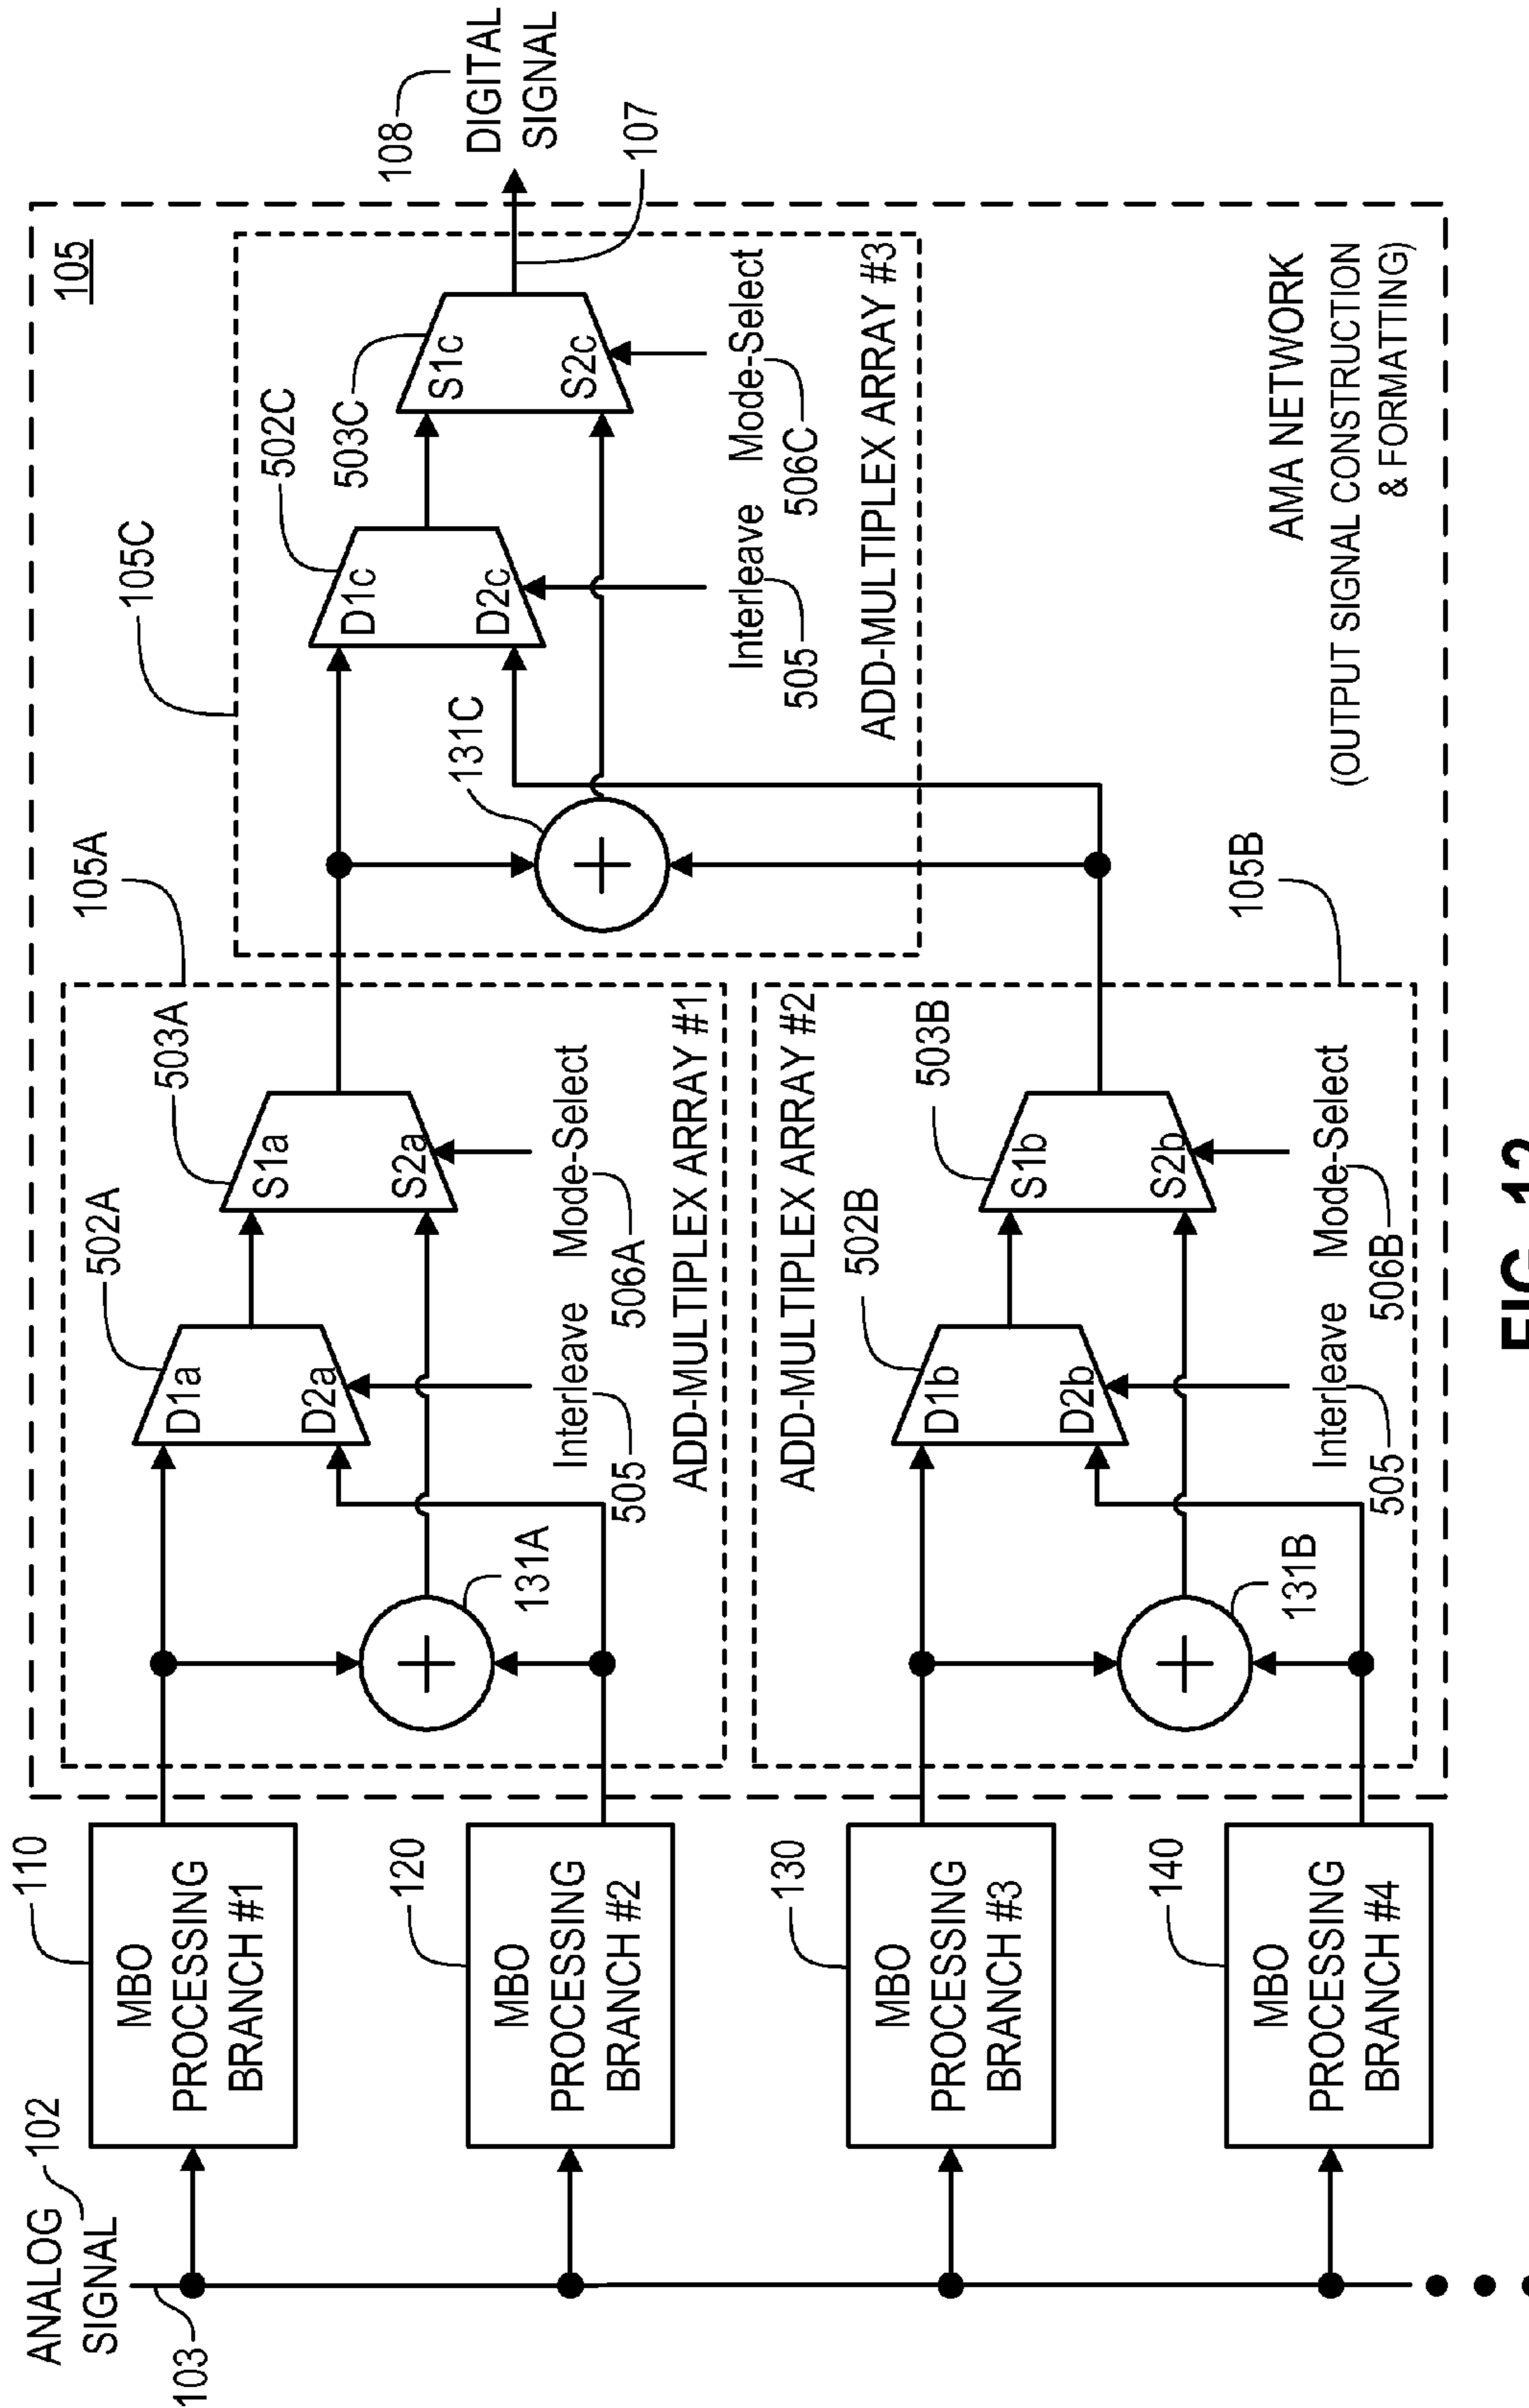 ANALOG
SIGNAL
102
103
110
MBO
PROCESSING
BRANCH #1
120
MBO
PROCESSING
BRANCH #2
130
MBO
PROCESSING
BRANCH #3
140
MBO
PROCESSING
BRANCH #4
105A
131A
D1a
D2a
502A
S1a
S2a
503A
Interleave
505
Mode-Select
506A
ADD-MULTIPLEX ARRAY #1
ADD-MULTIPLEX ARRAY #2
131B
D1b
D2b
502B
S1b
S2b
503B
Interleave
505
Mode-Select
506B
105B
105C
131C
D1c
D2c
502C
S1c
S2c
503C
Interleave
505
Mode-Select
506C
ADD-MULTIPLEX ARRAY #3
105
107
108
DIGITAL
SIGNAL
AMA NETWORK
(OUTPUT SIGNAL CONSTRUCTION
& FORMATTING)